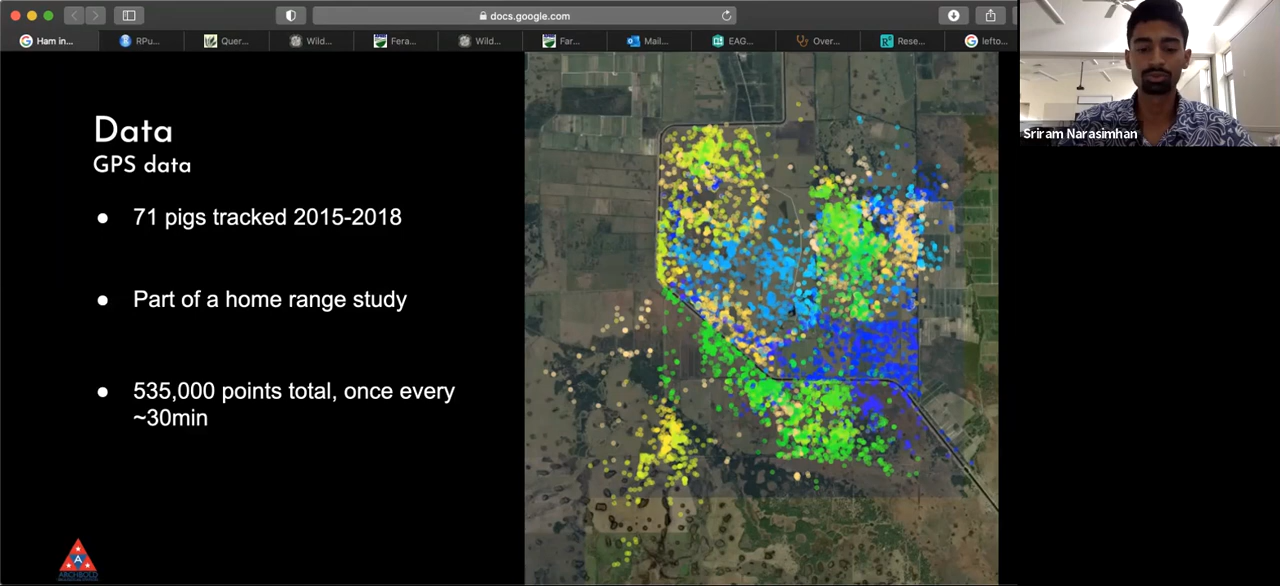 docs.google.com
Ham in...
RPu...
Quer...
Wild...
Fera...
Wild...
Far...
Mail...
EAG...
Over...
Rese...
lefto...
Data
GPS data
● 71 pigs tracked 2015-2018
● Part of a home range study
● 535,000 points total, once every
~30min
A
ARCHBOLD
Sriram Narasimhan